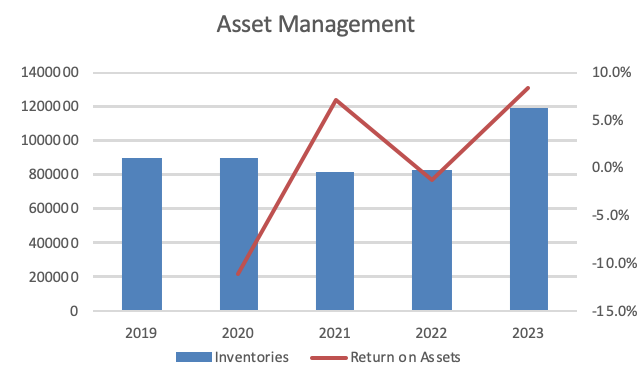 Asset Management
1400000 10.0%
1200000 5.0%
1000000 0.0%
800000 -5.0%
600000 -10.0%
400000 -15.0%
200000
0
2019 2020 2021 2022 2023
Inventories Return on Assets